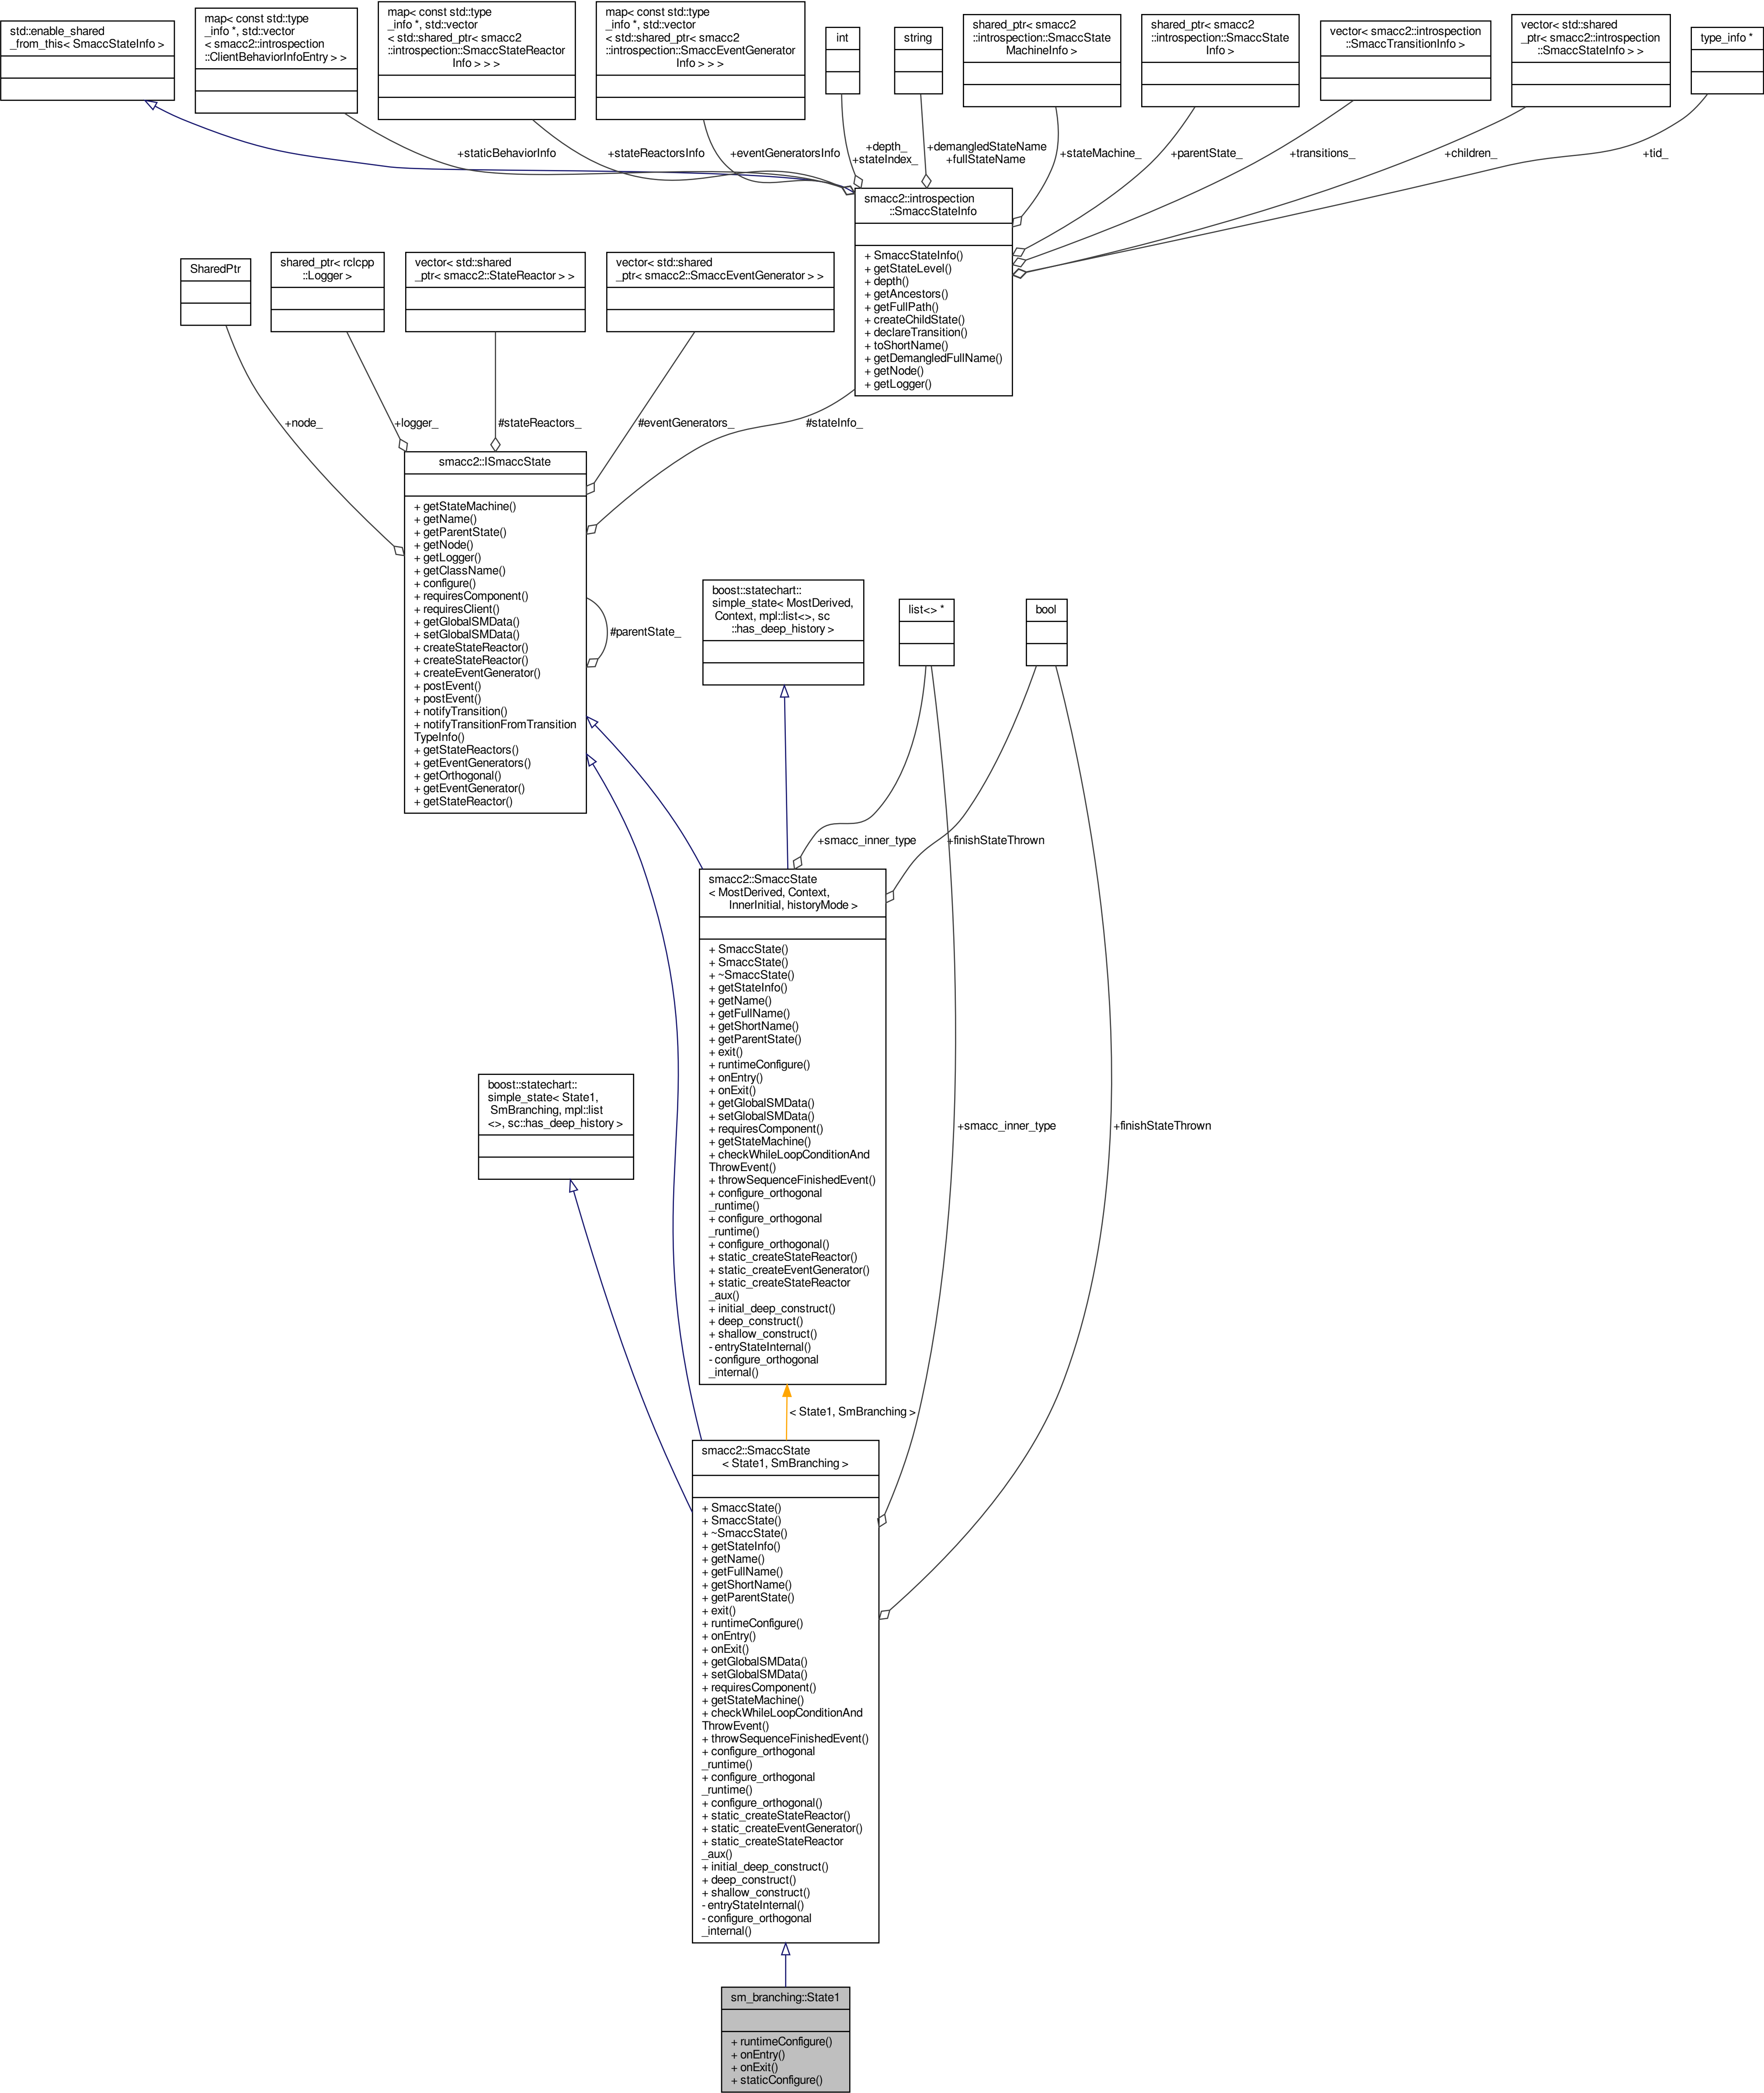 std::enable_shared
_from_this< SmaccStateInfo >
map< const std::type
_info *, std::vector
< smacc2::introspection
::ClientBehaviorInfoEntry > >
map< const std::type
_info *, std::vector
< std::shared_ptr< smacc2
::introspection::SmaccStateReactor
Info > > >
map< const std::type
_info *, std::vector
< std::shared_ptr< smacc2
::introspection::SmaccEventGenerator
Info > > >
int
string
shared_ptr< smacc2
::introspection::SmaccState
MachineInfo >
shared_ptr< smacc2
::introspection::SmaccState
Info >
vector< smacc2::introspection
::SmaccTransitionInfo >
vector< std::shared
_ptr< smacc2::introspection
::SmaccStateInfo > >
type_info *
+staticBehaviorInfo
+stateReactorsInfo
+eventGeneratorsInfo
+depth_
+stateIndex_
+demangledStateName
+fullStateName
+stateMachine_
+parentState_
+transitions_
+children_
+tid_
smacc2::introspection
::SmaccStateInfo
+ SmaccStateInfo()
+ getStateLevel()
+ depth()
+ getAncestors()
+ getFullPath()
+ createChildState()
+ declareTransition()
+ toShortName()
+ getDemangledFullName()
+ getNode()
+ getLogger()
SharedPtr
shared_ptr< rclcpp
::Logger >
vector< std::shared
_ptr< smacc2::StateReactor > >
vector< std::shared
_ptr< smacc2::SmaccEventGenerator > >
+node_
+logger_
#stateReactors_
#eventGenerators_
#stateInfo_
smacc2::ISmaccState
+ getStateMachine()
+ getName()
+ getParentState()
+ getNode()
+ getLogger()
+ getClassName()
+ configure()
+ requiresComponent()
+ requiresClient()
+ getGlobalSMData()
+ setGlobalSMData()
+ createStateReactor()
+ createStateReactor()
+ createEventGenerator()
+ postEvent()
+ postEvent()
+ notifyTransition()
+ notifyTransitionFromTransition
TypeInfo()
+ getStateReactors()
+ getEventGenerators()
+ getOrthogonal()
+ getEventGenerator()
+ getStateReactor()
#parentState_
boost::statechart::
simple_state< MostDerived,
Context, mpl::list<>, sc
::has_deep_history >
list<> *
bool
+smacc_inner_type
+finishStateThrown
smacc2::SmaccState
< MostDerived, Context,
InnerInitial, historyMode >
+ SmaccState()
+ SmaccState()
+ ~SmaccState()
+ getStateInfo()
+ getName()
+ getFullName()
+ getShortName()
+ getParentState()
+ exit()
+ runtimeConfigure()
+ onEntry()
+ onExit()
+ getGlobalSMData()
+ setGlobalSMData()
+ requiresComponent()
+ getStateMachine()
+ checkWhileLoopConditionAnd
ThrowEvent()
+ throwSequenceFinishedEvent()
+ configure_orthogonal
_runtime()
+ configure_orthogonal
_runtime()
+ configure_orthogonal()
+ static_createStateReactor()
+ static_createEventGenerator()
+ static_createStateReactor
_aux()
+ initial_deep_construct()
+ deep_construct()
+ shallow_construct()
- entryStateInternal()
- configure_orthogonal
_internal()
boost::statechart::
simple_state< State1,
SmBranching, mpl::list
<>, sc::has_deep_history >
+smacc_inner_type
+finishStateThrown
< State1, SmBranching >
smacc2::SmaccState
< State1, SmBranching >
+ SmaccState()
+ SmaccState()
+ ~SmaccState()
+ getStateInfo()
+ getName()
+ getFullName()
+ getShortName()
+ getParentState()
+ exit()
+ runtimeConfigure()
+ onEntry()
+ onExit()
+ getGlobalSMData()
+ setGlobalSMData()
+ requiresComponent()
+ getStateMachine()
+ checkWhileLoopConditionAnd
ThrowEvent()
+ throwSequenceFinishedEvent()
+ configure_orthogonal
_runtime()
+ configure_orthogonal
_runtime()
+ configure_orthogonal()
+ static_createStateReactor()
+ static_createEventGenerator()
+ static_createStateReactor
_aux()
+ initial_deep_construct()
+ deep_construct()
+ shallow_construct()
- entryStateInternal()
- configure_orthogonal
_internal()
sm_branching::State1
+ runtimeConfigure()
+ onEntry()
+ onExit()
+ staticConfigure()